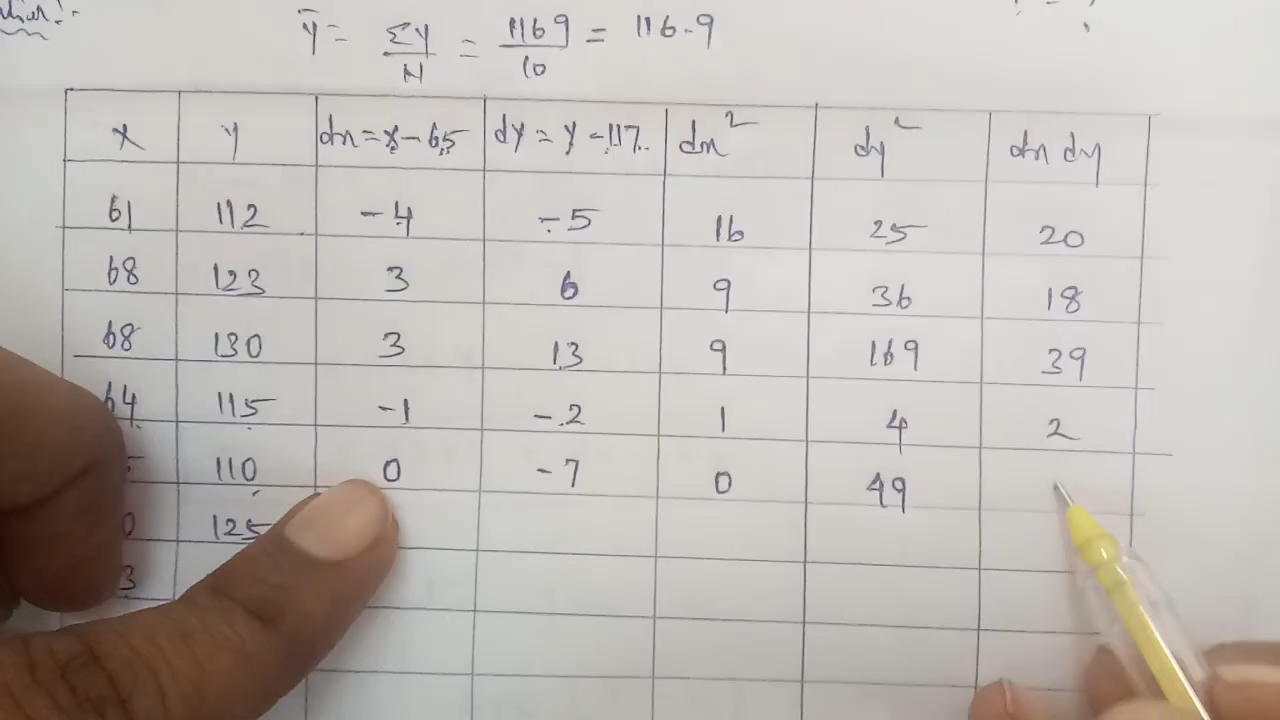 Ȳ = ΣY/N = 1169/10 = 116.9
x y dx = x - 65 dy = y - 117 dx² dy² dx dy
61 112 -4 -5 16 25 20
68 123 3 6 9 36 18
68 130 3 13 9 169 39
64 115 -1 -2 1 4 2
110 0 -7 0 49
125